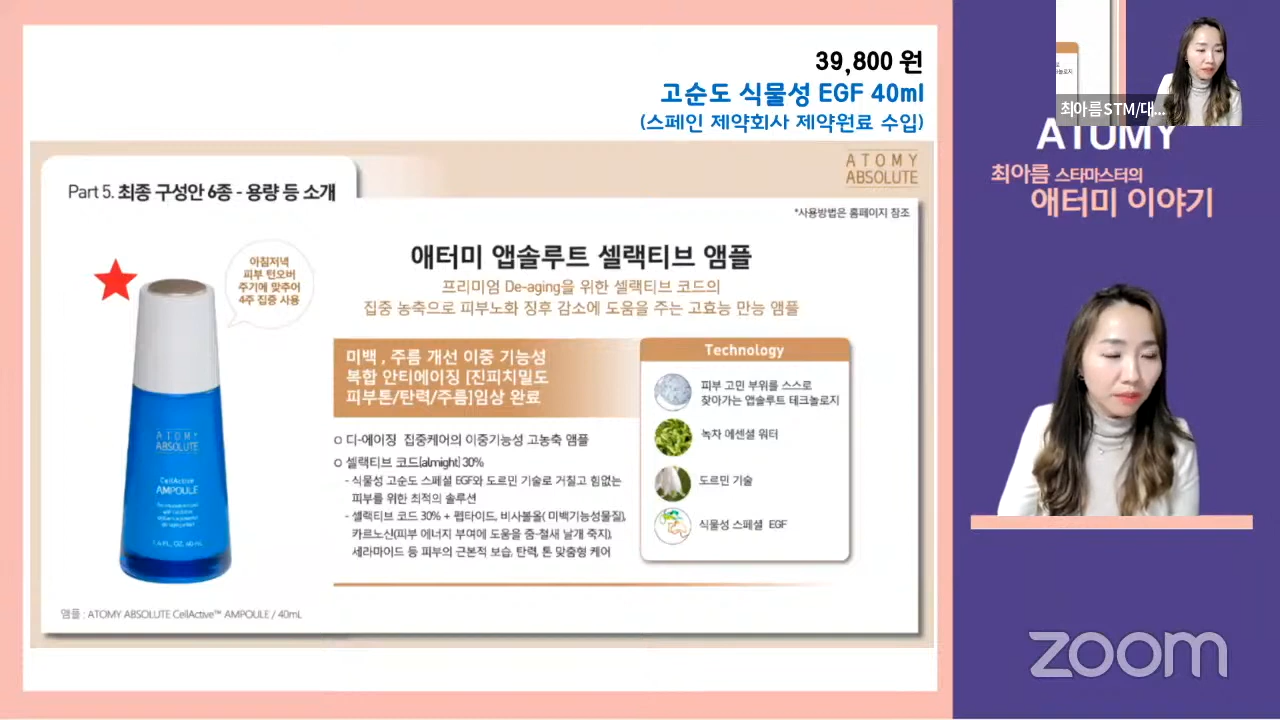 39,800 원
고순도 식물성 EGF 40ml
(스페인 제약회사 제약원료 수입)
Part 5. 최종 구성안 6종 - 용량 등 소개
ATOMY
ABSOLUTE
*사용방법은 홈페이지 참조
아침저녁
피부 턴오버
주기에 맞추어
4주 집중 사용
애터미 앱솔루트 셀랙티브 앰플
프리미엄 De-aging을 위한 셀랙티브 코드의
집중 농축으로 피부노화 징후 감소에 도움을 주는 고효능 만능 앰플
미백 , 주름 개선 이중 기능성
복합 안티에이징 [진피치밀도
피부톤/탄력/주름]임상 완료
o 디-에이징 집중케어의 이중기능성 고농축 앰플
o 셀랙티브 코드[almight] 30%
- 식물성 고순도 스페셜 EGF와 도르민 기술로 거칠고 힘없는
피부를 위한 최적의 솔루션
- 셀랙티브 코드 30% + 펩타이드, 비사볼올( 미백기능성물질),
카르노신(피부 에너지 부여에 도움을 줌-철새 날개 죽지),
세라마이드 등 피부의 근본적 보습, 탄력, 톤 맞춤형 케어
Technology
피부 고민 부위를 스스로
찾아가는 앱솔루트 테크놀로지
녹차 에센셜 워터
도르민 기술
식물성 스페셜 EGF
ATOMY
ABSOLUTE
CellActive
AMPOULE
앰플 : ATOMY ABSOLUTE CellActive™ AMPOULE / 40mL
최아름STM/대...
ATOMY
최아름 스타마스터의
애터미 이야기
zoom